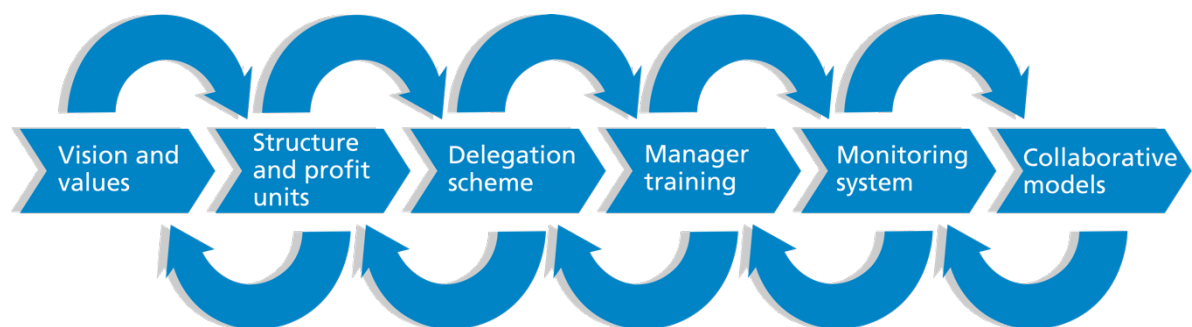 Vision and
values
Structure
and profit
units
Delegation
scheme
Manager
training
Monitoring
system
Collaborative
models